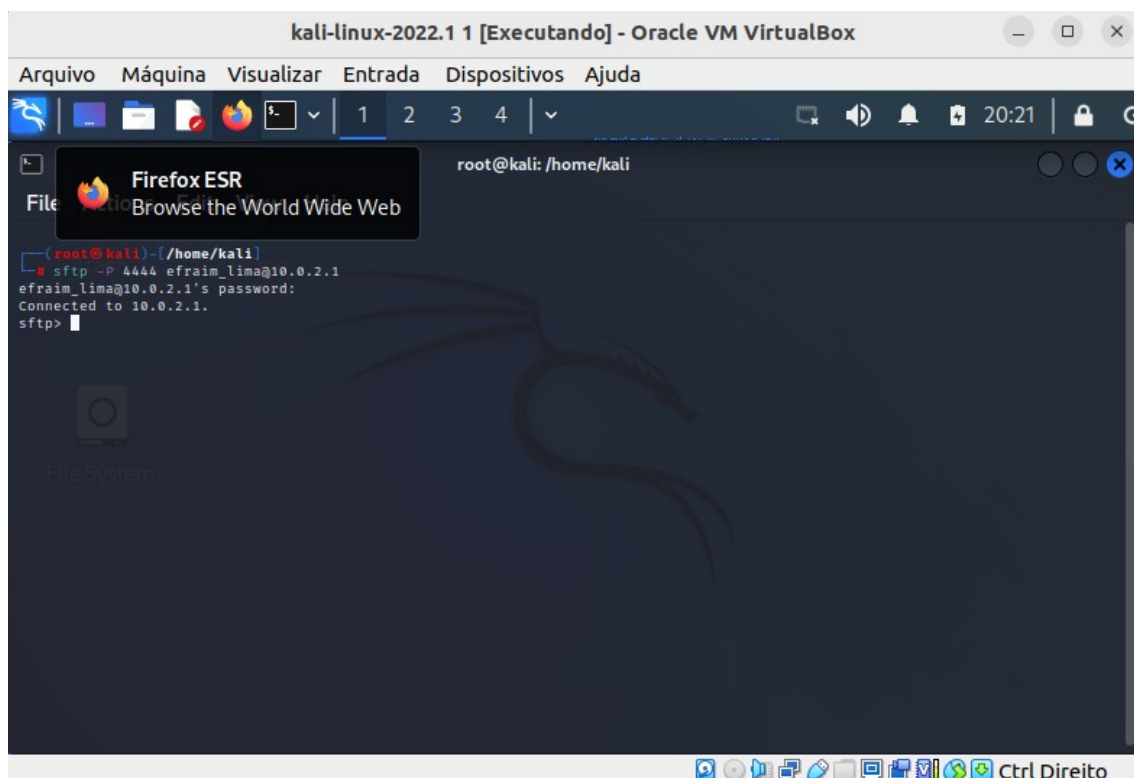 kali-linux-2022.1 1 [Executando] - Oracle VM VirtualBox
Arquivo Máquina Visualizar Entrada Dispositivos Ajuda
1 2 3 4 20:21
root@kali: /home/kali
Firefox ESR
File Browse the World Wide Web
(root㉿kali)-[/home/kali]
# sftp -P 4444 efraim_lima@10.0.2.1
efraim_lima@10.0.2.1's password:
Connected to 10.0.2.1.
sftp>
File System
Ctrl Direito